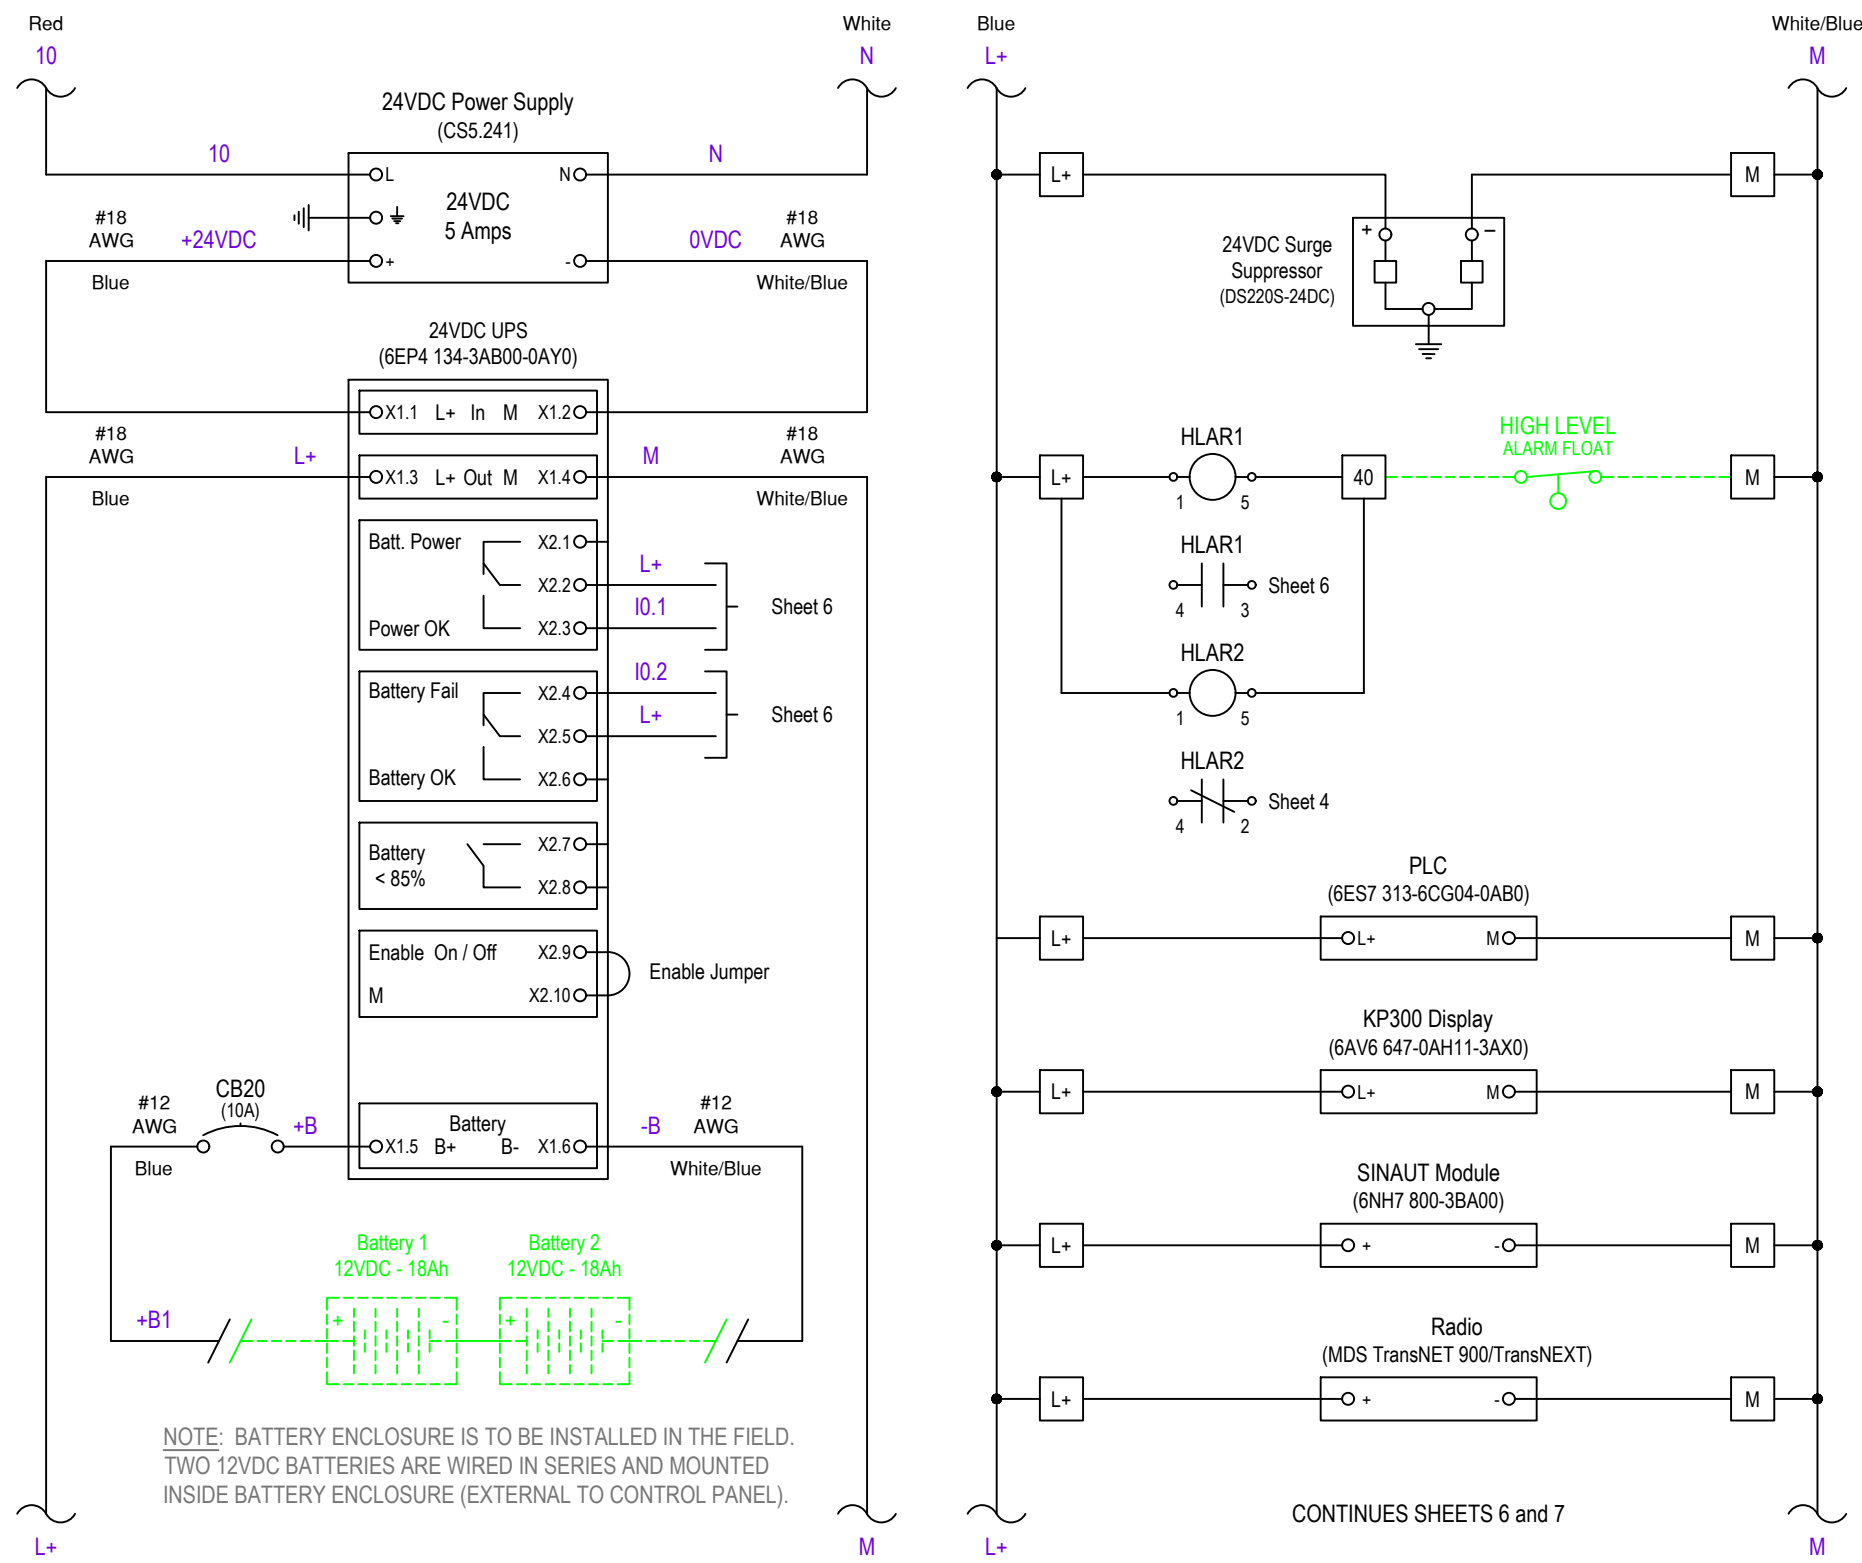 Red
10
White
N
24VDC Power Supply
(CS5.241)
10
N
L
N
24VDC
5 Amps
#18
AWG
+24VDC
Blue
0VDC
#18
AWG
White/Blue
+
-
24VDC UPS
(6EP4 134-3AB00-0AY0)
X1.1 L+ In M X1.2
#18
AWG
L+
Blue
X1.3 L+ Out M X1.4
M
#18
AWG
White/Blue
Batt. Power
X2.1
X2.2
L+
I0.1
Sheet 6
Power OK
X2.3
Battery Fail
X2.4
I0.2
L+
Sheet 6
X2.5
Battery OK
X2.6
Battery
< 85%
X2.7
X2.8
Enable On / Off
X2.9
M
X2.10
Enable Jumper
#12
AWG
Blue
CB20
(10A)
+B
Battery
X1.5 B+ B- X1.6
-B
#12
AWG
White/Blue
+B1
Battery 1
12VDC - 18Ah
+ -
Battery 2
12VDC - 18Ah
+ -
NOTE: BATTERY ENCLOSURE IS TO BE INSTALLED IN THE FIELD.
TWO 12VDC BATTERIES ARE WIRED IN SERIES AND MOUNTED
INSIDE BATTERY ENCLOSURE (EXTERNAL TO CONTROL PANEL).
L+
M
Blue
L+
White/Blue
M
L+
M
24VDC Surge
Suppressor
(DS220S-24DC)
+ −
L+
HLAR1
1 5
40
HIGH LEVEL
ALARM FLOAT
M
HLAR1
Sheet 6
4 3
HLAR2
1 5
HLAR2
Sheet 4
4 2
PLC
(6ES7 313-6CG04-0AB0)
L+
L+ M
M
KP300 Display
(6AV6 647-0AH11-3AX0)
L+
L+ M
M
SINAUT Module
(6NH7 800-3BA00)
L+
+ -
M
Radio
(MDS TransNET 900/TransNEXT)
L+
+ -
M
CONTINUES SHEETS 6 and 7
L+
M